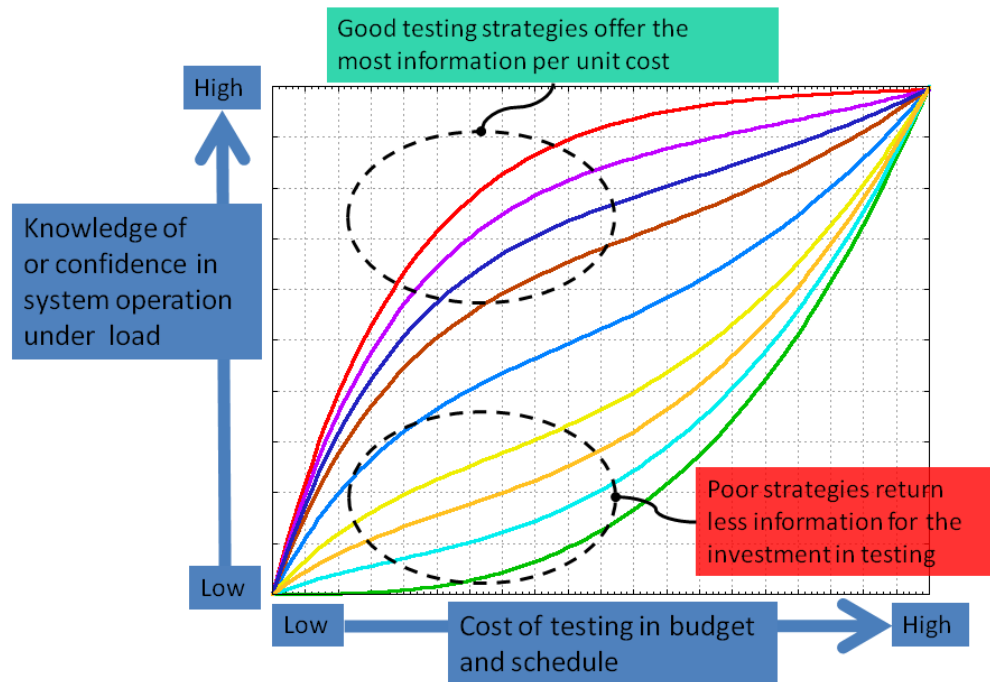 Good testing strategies offer the
most information per unit cost
High
Knowledge of
or confidence in
system operation
under load
Poor strategies return
less information for the
investment in testing
Low
Low
Cost of testing in budget
and schedule
High